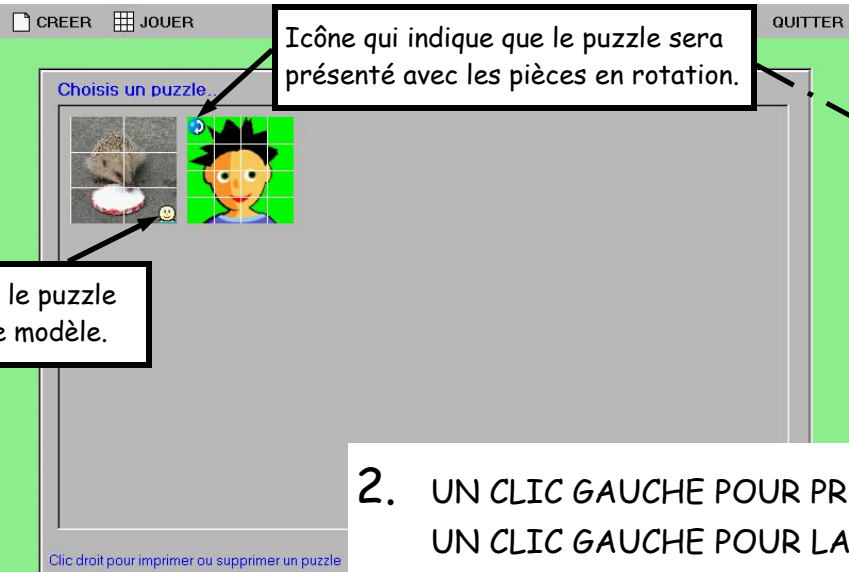 CREER JOUER QUITTER
Icône qui indique que le puzzle sera
présenté avec les pièces en rotation.
Choisis un puzzle...
le puzzle
modèle.
2. UN CLIC GAUCHE POUR PR
UN CLIC GAUCHE POUR LA
Clic droit pour imprimer ou supprimer un puzzle